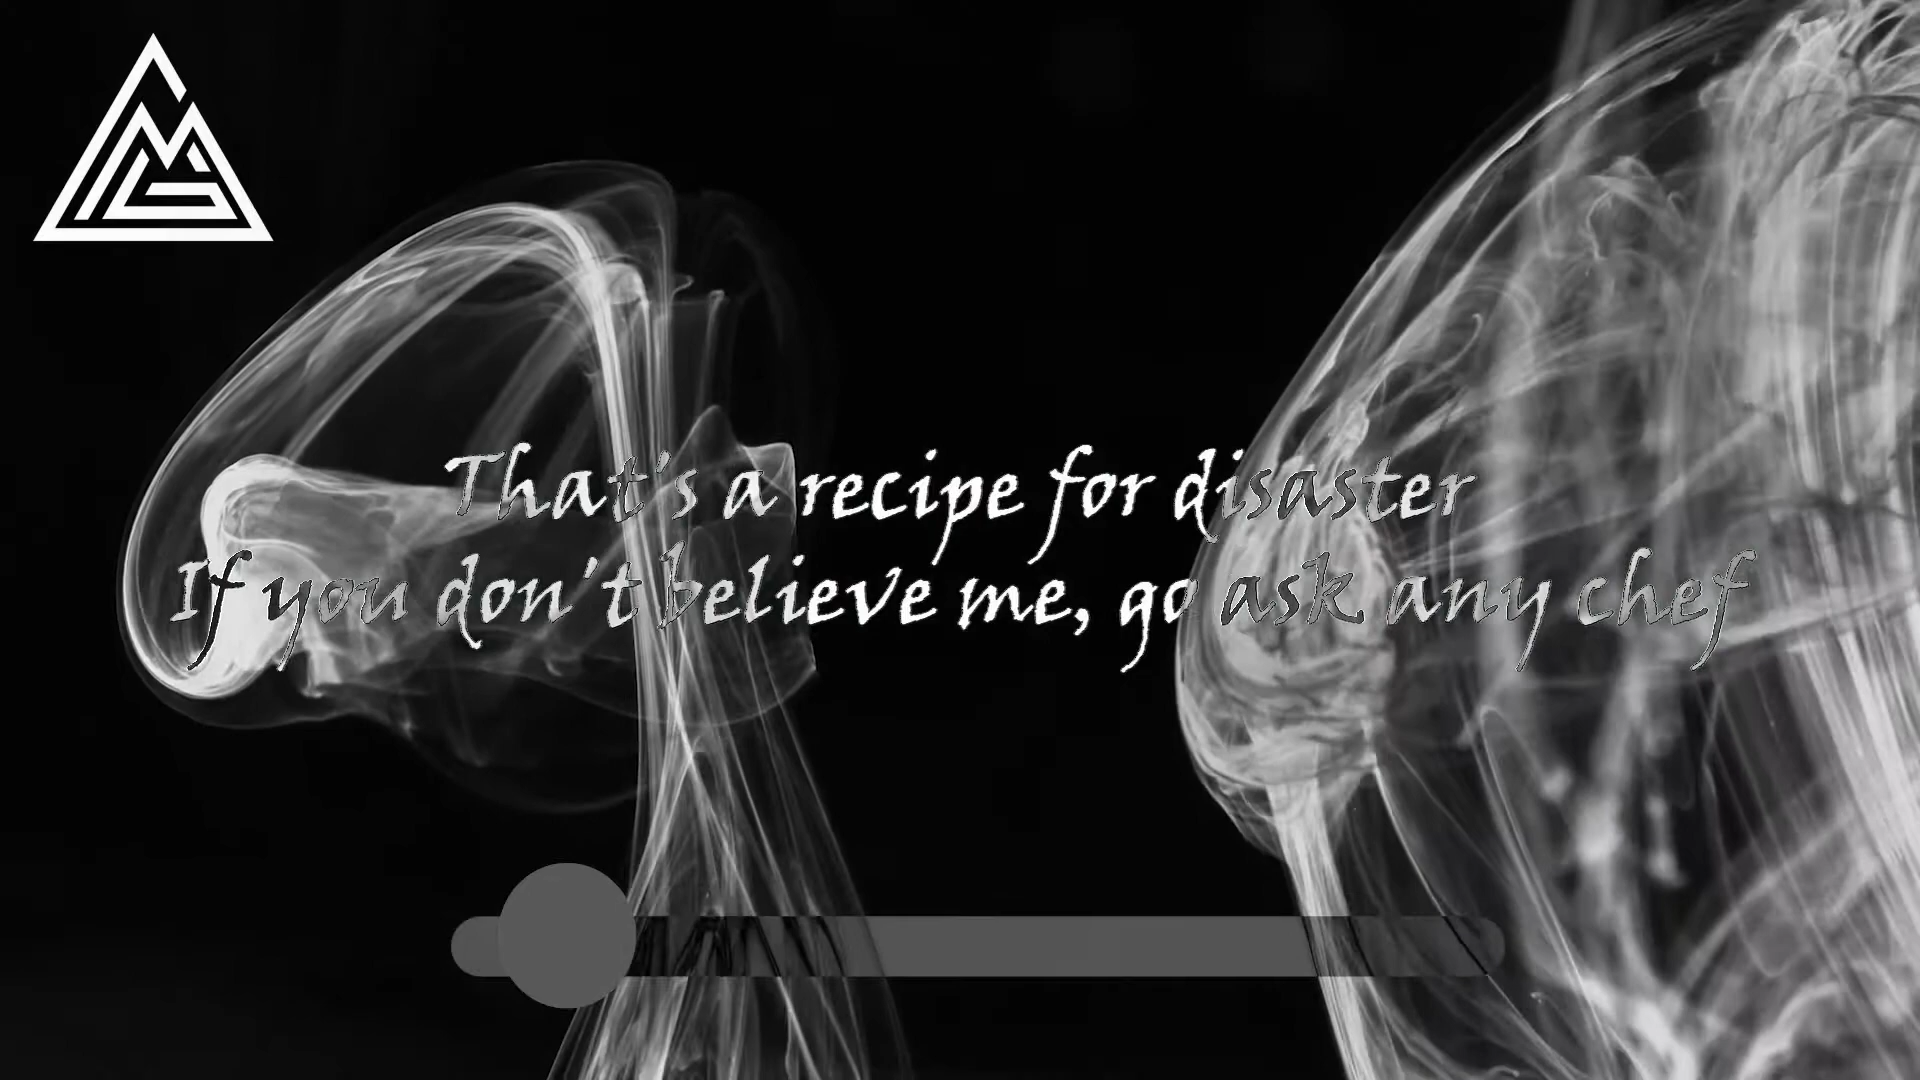 That's a recipe for disaster
If you don't believe me, go ask any chef